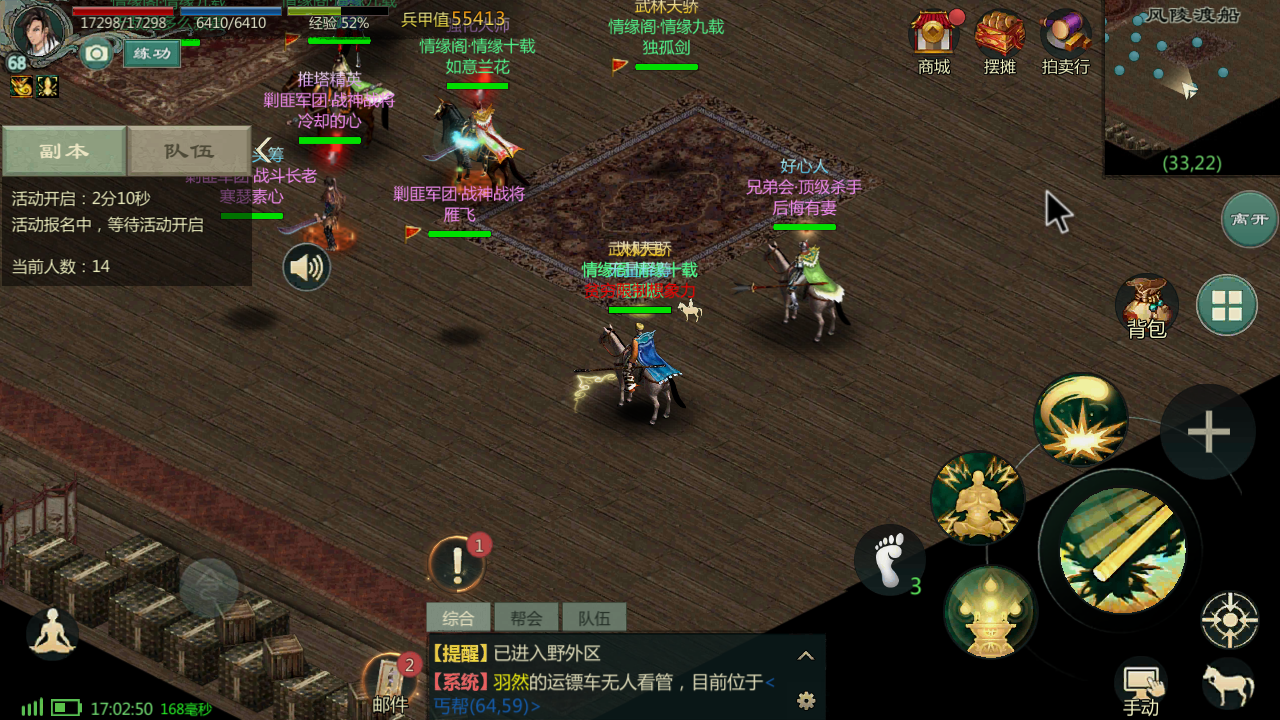 17298/17298
6410/6410
经验 52%
兵甲值55413
68
练功
武林天骄
情缘阁·情缘九载
独孤剑
情缘阁·情缘十载
如意兰花
推塔精英
剿匪军团·战神战将
冷却的心
商城
摆摊
拍卖行
风陵渡船
(33,22)
离开
副本
队伍
战斗长老
寒瑟素心
活动开启：2分10秒
活动报名中，等待活动开启
当前人数：14
剿匪军团·战神战将
雁飞
好心人
兄弟会·顶级杀手
后悔有妻
背包
3
1
综合
帮会
队伍
【提醒】已进入野外区
【系统】羽然的运镖车无人看管，目前位于<
丐帮(64,59)>
2
邮件
手动
17:02:50
168毫秒